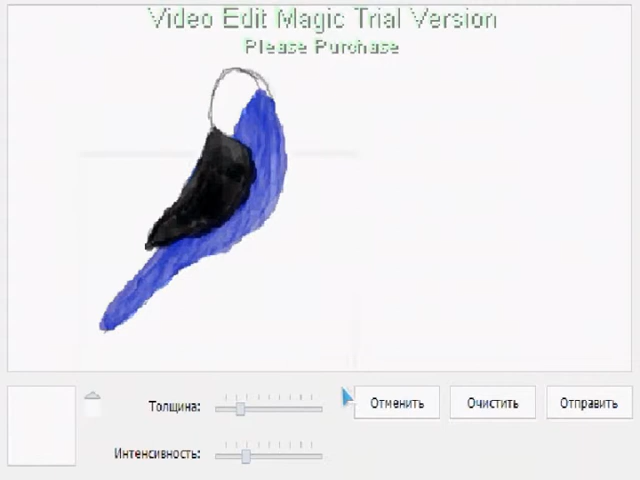 Video Edit Magic Trial Version
Please Purchase
Толщина:
Отменить
Очистить
Отправить
Интенсивность: